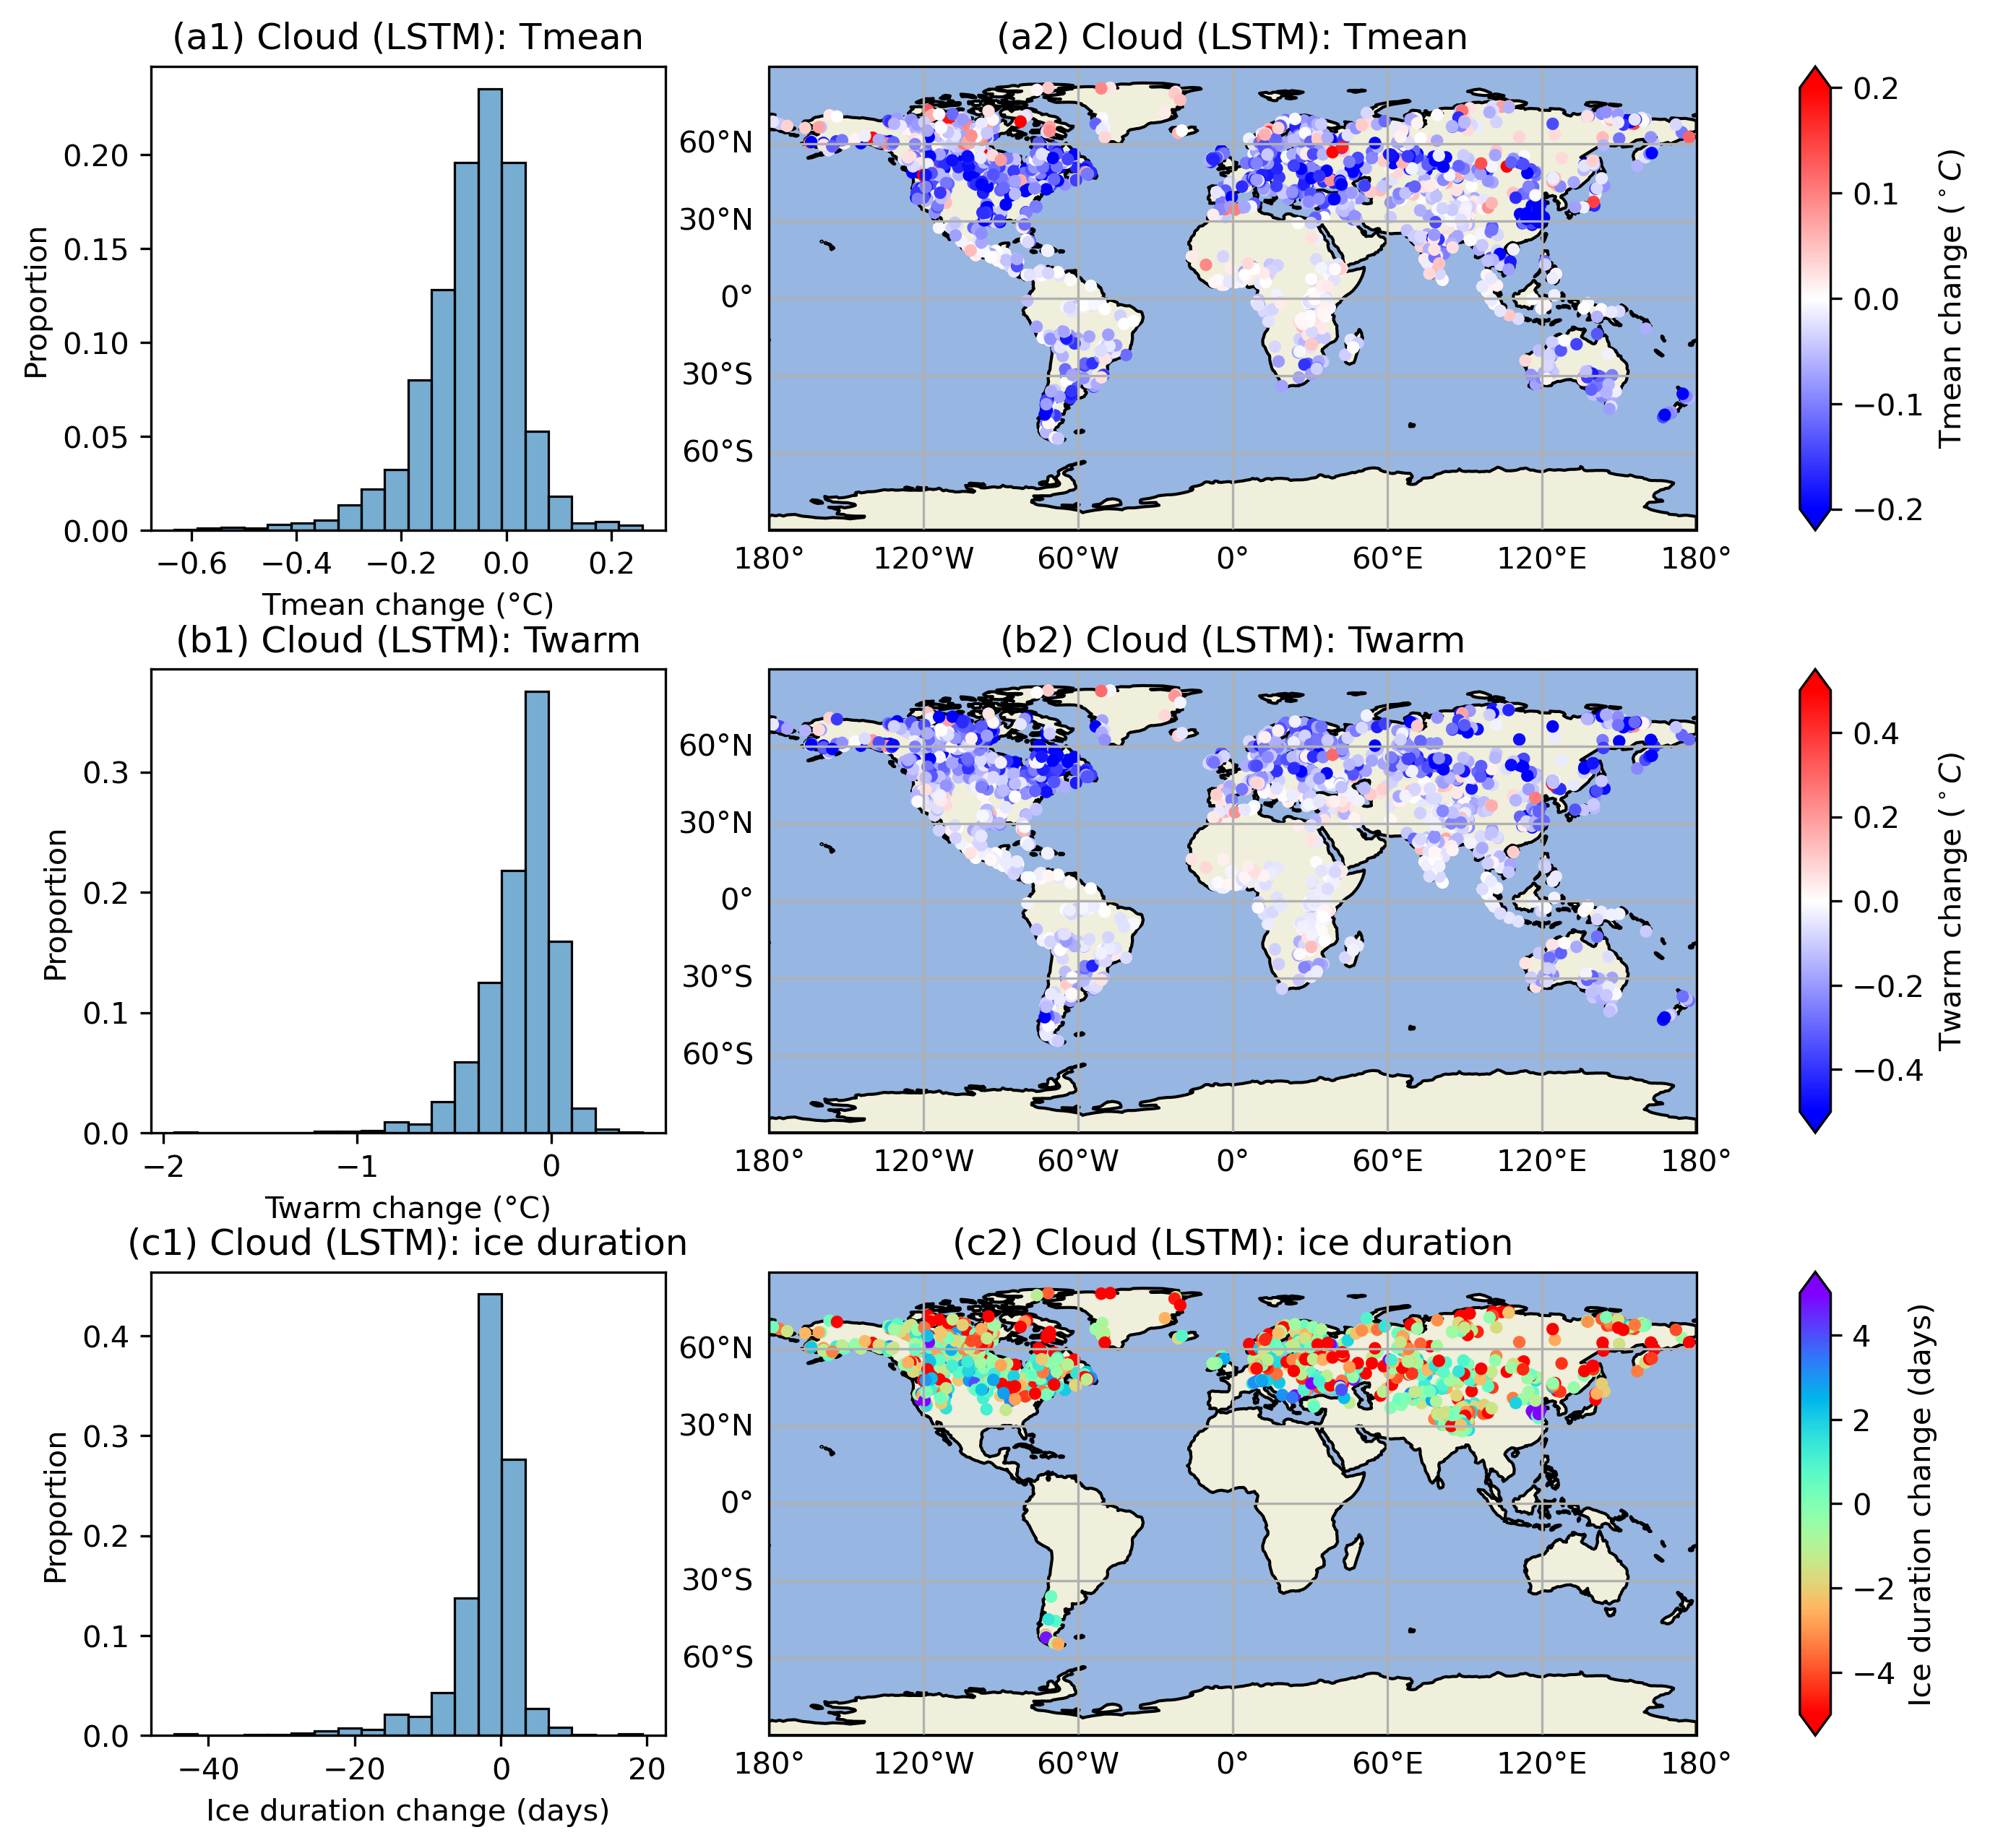 (a1) Cloud (LSTM): Tmean
Proportion
0.20
0.15
0.10
0.05
0.00
−0.6 −0.4 −0.2 0.0 0.2
Tmean change (°C)
(a2) Cloud (LSTM): Tmean
60°N
30°N
0°
30°S
60°S
180° 120°W 60°W 0° 60°E 120°E 180°
0.2
0.1
0.0
−0.1
−0.2
Tmean change (°C)
(b1) Cloud (LSTM): Twarm
Proportion
0.3
0.2
0.1
0.0
−2 −1 0
Twarm change (°C)
(b2) Cloud (LSTM): Twarm
60°N
30°N
0°
30°S
60°S
180° 120°W 60°W 0° 60°E 120°E 180°
0.4
0.2
0.0
−0.2
−0.4
Twarm change (°C)
(c1) Cloud (LSTM): ice duration
Proportion
0.4
0.3
0.2
0.1
0.0
−40 −20 0 20
Ice duration change (days)
(c2) Cloud (LSTM): ice duration
60°N
30°N
0°
30°S
60°S
180° 120°W 60°W 0° 60°E 120°E 180°
4
2
0
−2
−4
Ice duration change (days)